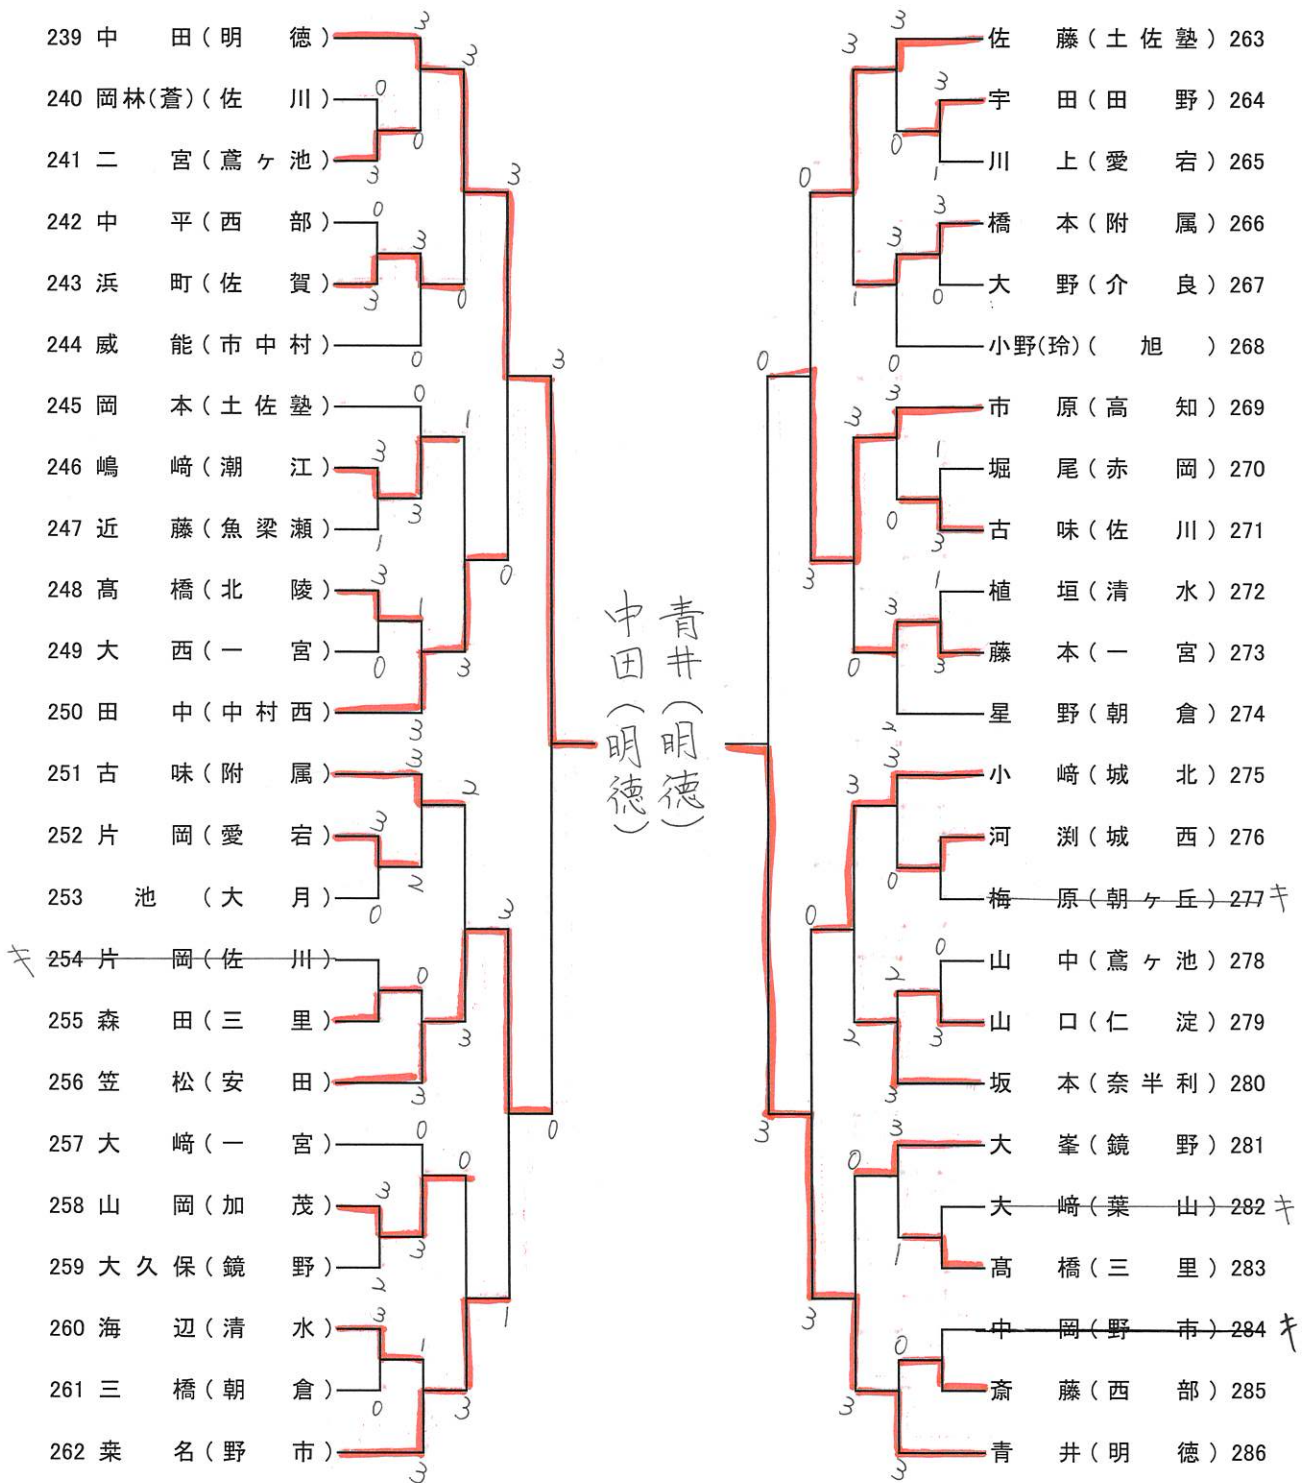 239 中田(明徳)
240 岡林(蒼)(佐川)
241 二宮(鳶ヶ池)
242 中平(西部)
243 浜町(佐賀)
244 威能(市中村)
245 岡本(土佐塾)
246 嶋﨑(潮江)
247 近藤(魚梁瀬)
248 髙橋(北陵)
249 大西(一宮)
250 田中(中村西)
251 古味(附属)
252 片岡(愛宕)
253 池(大月)
キ 254 片岡(佐川)
255 森田(三里)
256 笠松(安田)
257 大﨑(一宮)
258 山岡(加茂)
259 大久保(鏡野)
260 海辺(清水)
261 三橋(朝倉)
262 桒名(野市)
中田(明徳)
青井(明徳)
佐藤(土佐塾) 263
宇田(田野) 264
川上(愛宕) 265
橋本(附属) 266
大野(介良) 267
小野(玲)(旭) 268
市原(高知) 269
堀尾(赤岡) 270
古味(佐川) 271
植垣(清水) 272
藤本(一宮) 273
星野(朝倉) 274
小﨑(城北) 275
河渕(城西) 276
梅原(朝ヶ丘) 277 キ
山中(鳶ヶ池) 278
山口(仁淀) 279
坂本(奈半利) 280
大峯(鏡野) 281
大﨑(葉山) 282 キ
髙橋(三里) 283
中岡(野市) 284 キ
斎藤(西部) 285
青井(明徳) 286